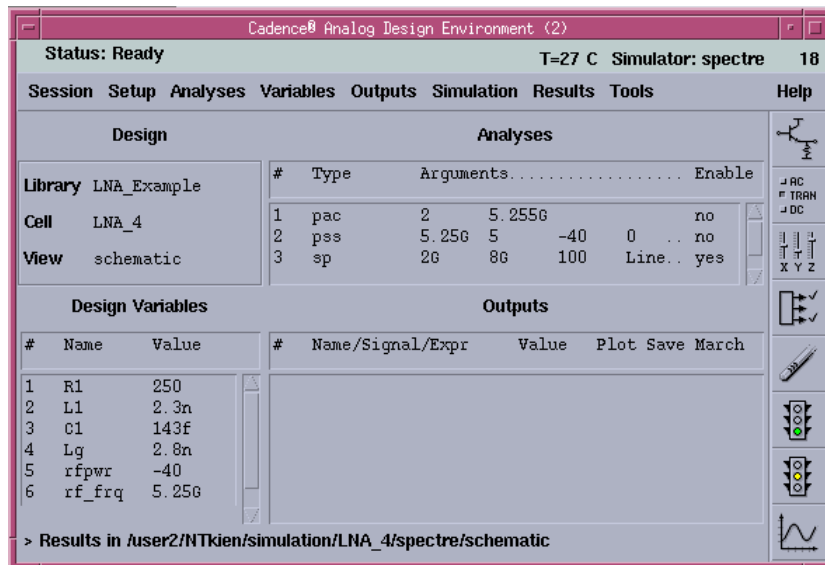 Cadence® Analog Design Environment (2)
Status: Ready T=27 C Simulator: spectre 18
Session Setup Analyses Variables Outputs Simulation Results Tools Help
Design
Library LNA_Example
Cell LNA_4
View schematic
Analyses
# Type Arguments.................. Enable
1 pac 2 5.255G no
2 pss 5.25G 5 -40 0 .. no
3 sp 2G 8G 100 Line.. yes
AC
TRAN
DC
X Y Z
Design Variables
# Name Value
1 R1 250
2 L1 2.3n
3 C1 143f
4 Lg 2.8n
5 rfpwr -40
6 rf_frq 5.25G
Outputs
# Name/Signal/Expr Value Plot Save March
> Results in /user2/NTkien/simulation/LNA_4/spectre/schematic